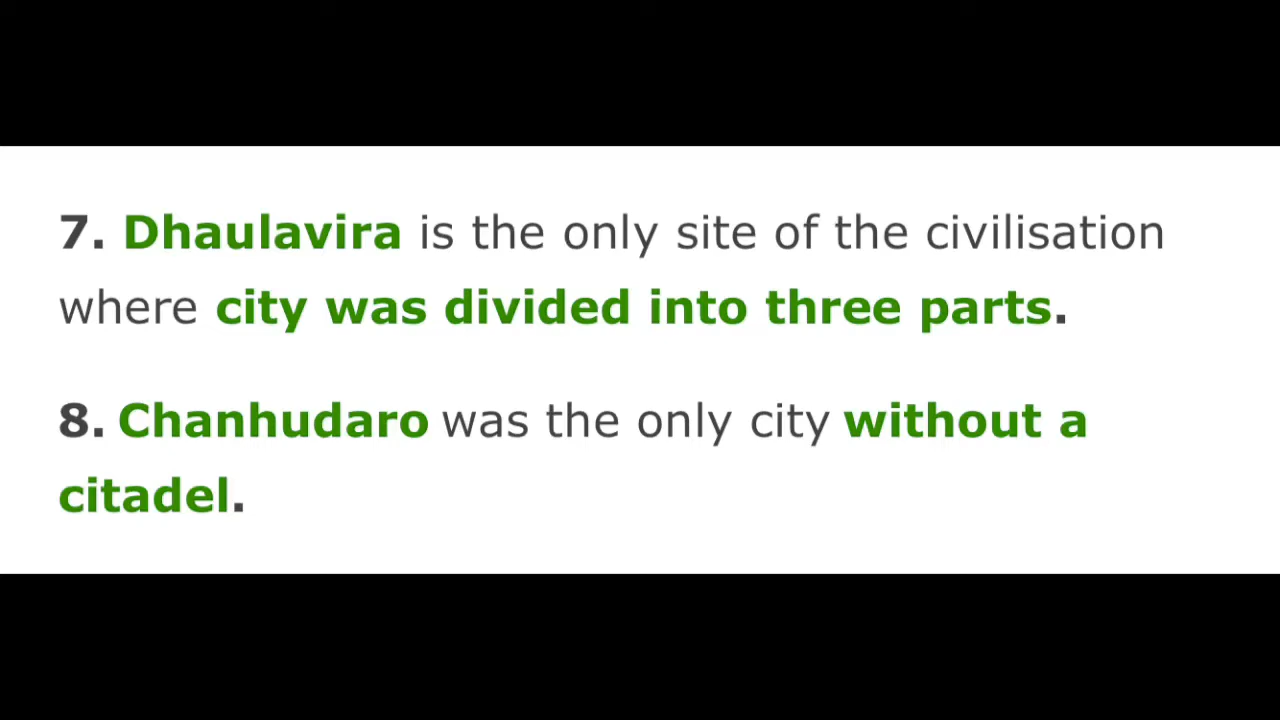 7. Dhaulavira is the only site of the civilisation
where city was divided into three parts.
8. Chanhudaro was the only city without a
citadel.